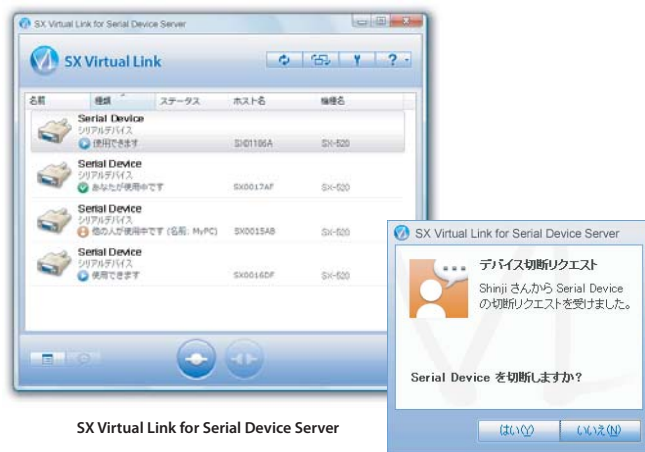 SX Virtual Link for Serial Device Server
SX Virtual Link
?
名前 種類 ステータス ホスト名 機種名
Serial Device
シリアルデバイス
使用できます SX01106A SX-520
Serial Device
シリアルデバイス
あなたが使用中です SX0017AF SX-520
Serial Device
シリアルデバイス
他の人が使用中です (名前: MyPC) SX0015AB SX-520
Serial Device
シリアルデバイス
使用できます SX0016DF SX-520
SX Virtual Link for Serial Device Server
デバイス切断リクエスト
Shinji さんから Serial Device
の切断リクエストを受けました。
Serial Device を切断しますか?
はい(Y) いいえ(N)
SX Virtual Link for Serial Device Server